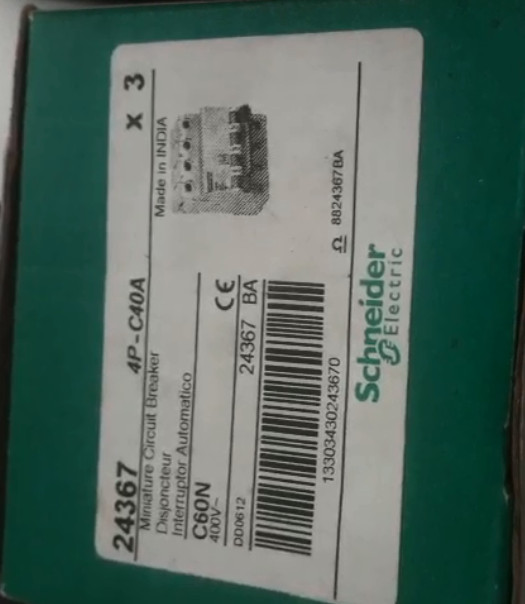 24367 4P-C40A x 3
Miniature Circuit Breaker Made in INDIA
Disjoncteur
Interruptor Automatico
C60N CE
400V~
DD0612 24367 BA
13303430243670
Ω 8824367BA
Schneider
Electric